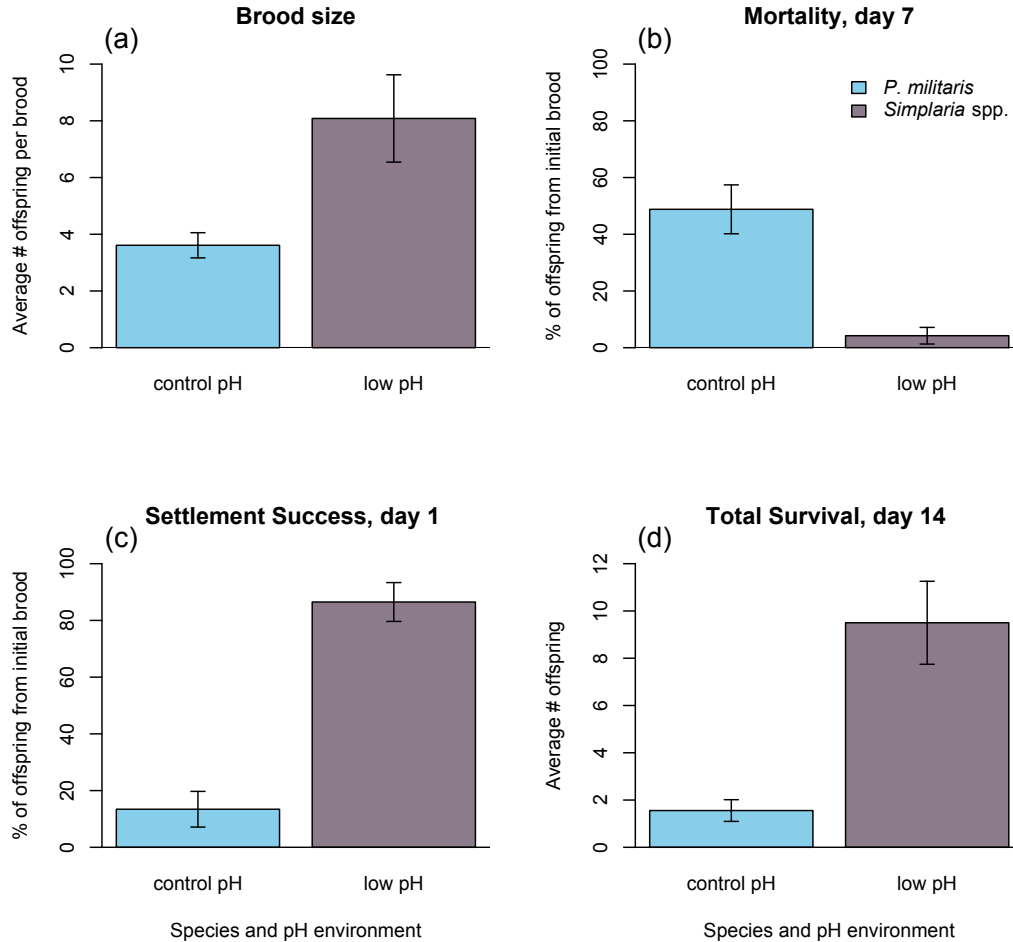 Brood size
(a)
Average # offspring per brood
10
8
6
4
2
0
control pH
low pH
Mortality, day 7
(b)
% of offspring from initial brood
100
80
60
40
20
0
P. militaris
Simplaria spp.
control pH
low pH
Settlement Success, day 1
(c)
% of offspring from initial brood
100
80
60
40
20
0
control pH
low pH
Species and pH environment
Total Survival, day 14
(d)
Average # offspring
12
10
8
6
4
2
0
control pH
low pH
Species and pH environment